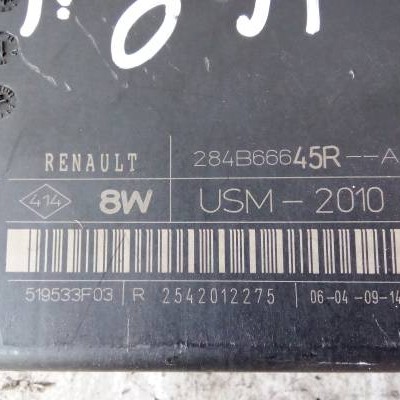 RENAULT 284B66645R--A
414 8W USM-2010
519533F03 R 2542012275 06-04-09-14